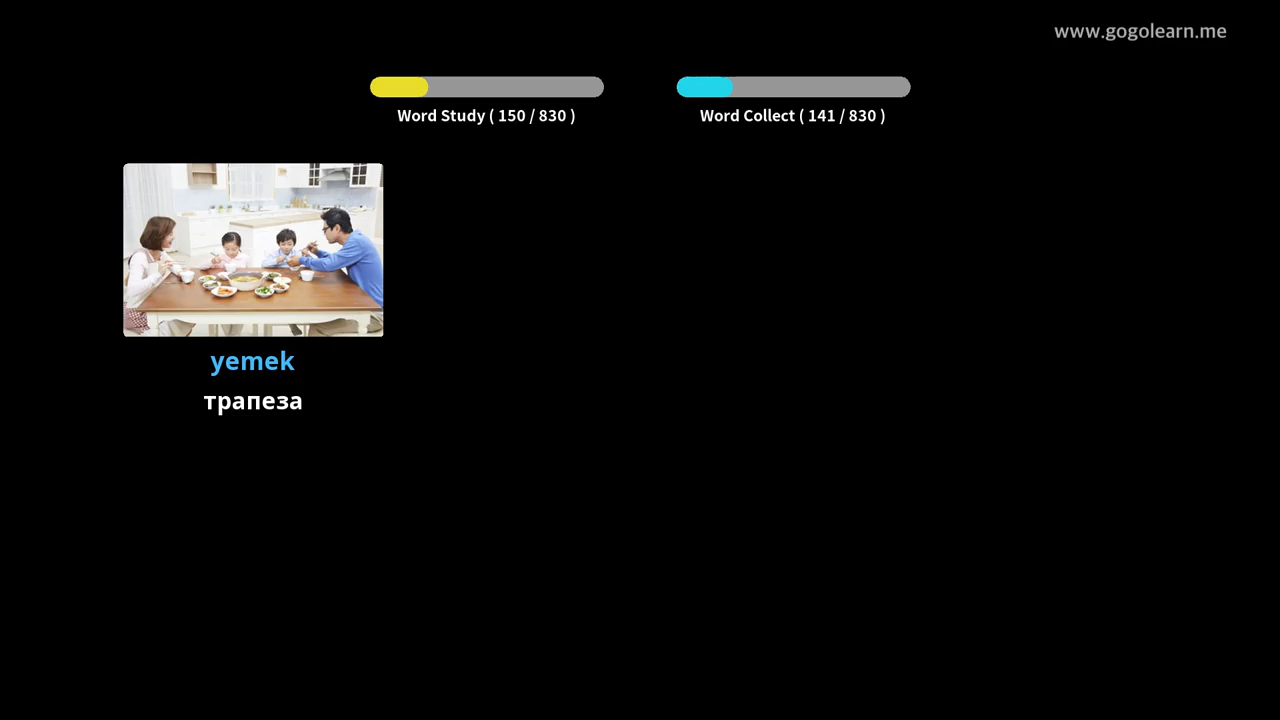 www.gogolearn.me
Word Study ( 150 / 830 )
Word Collect ( 141 / 830 )
yemek
трапеза